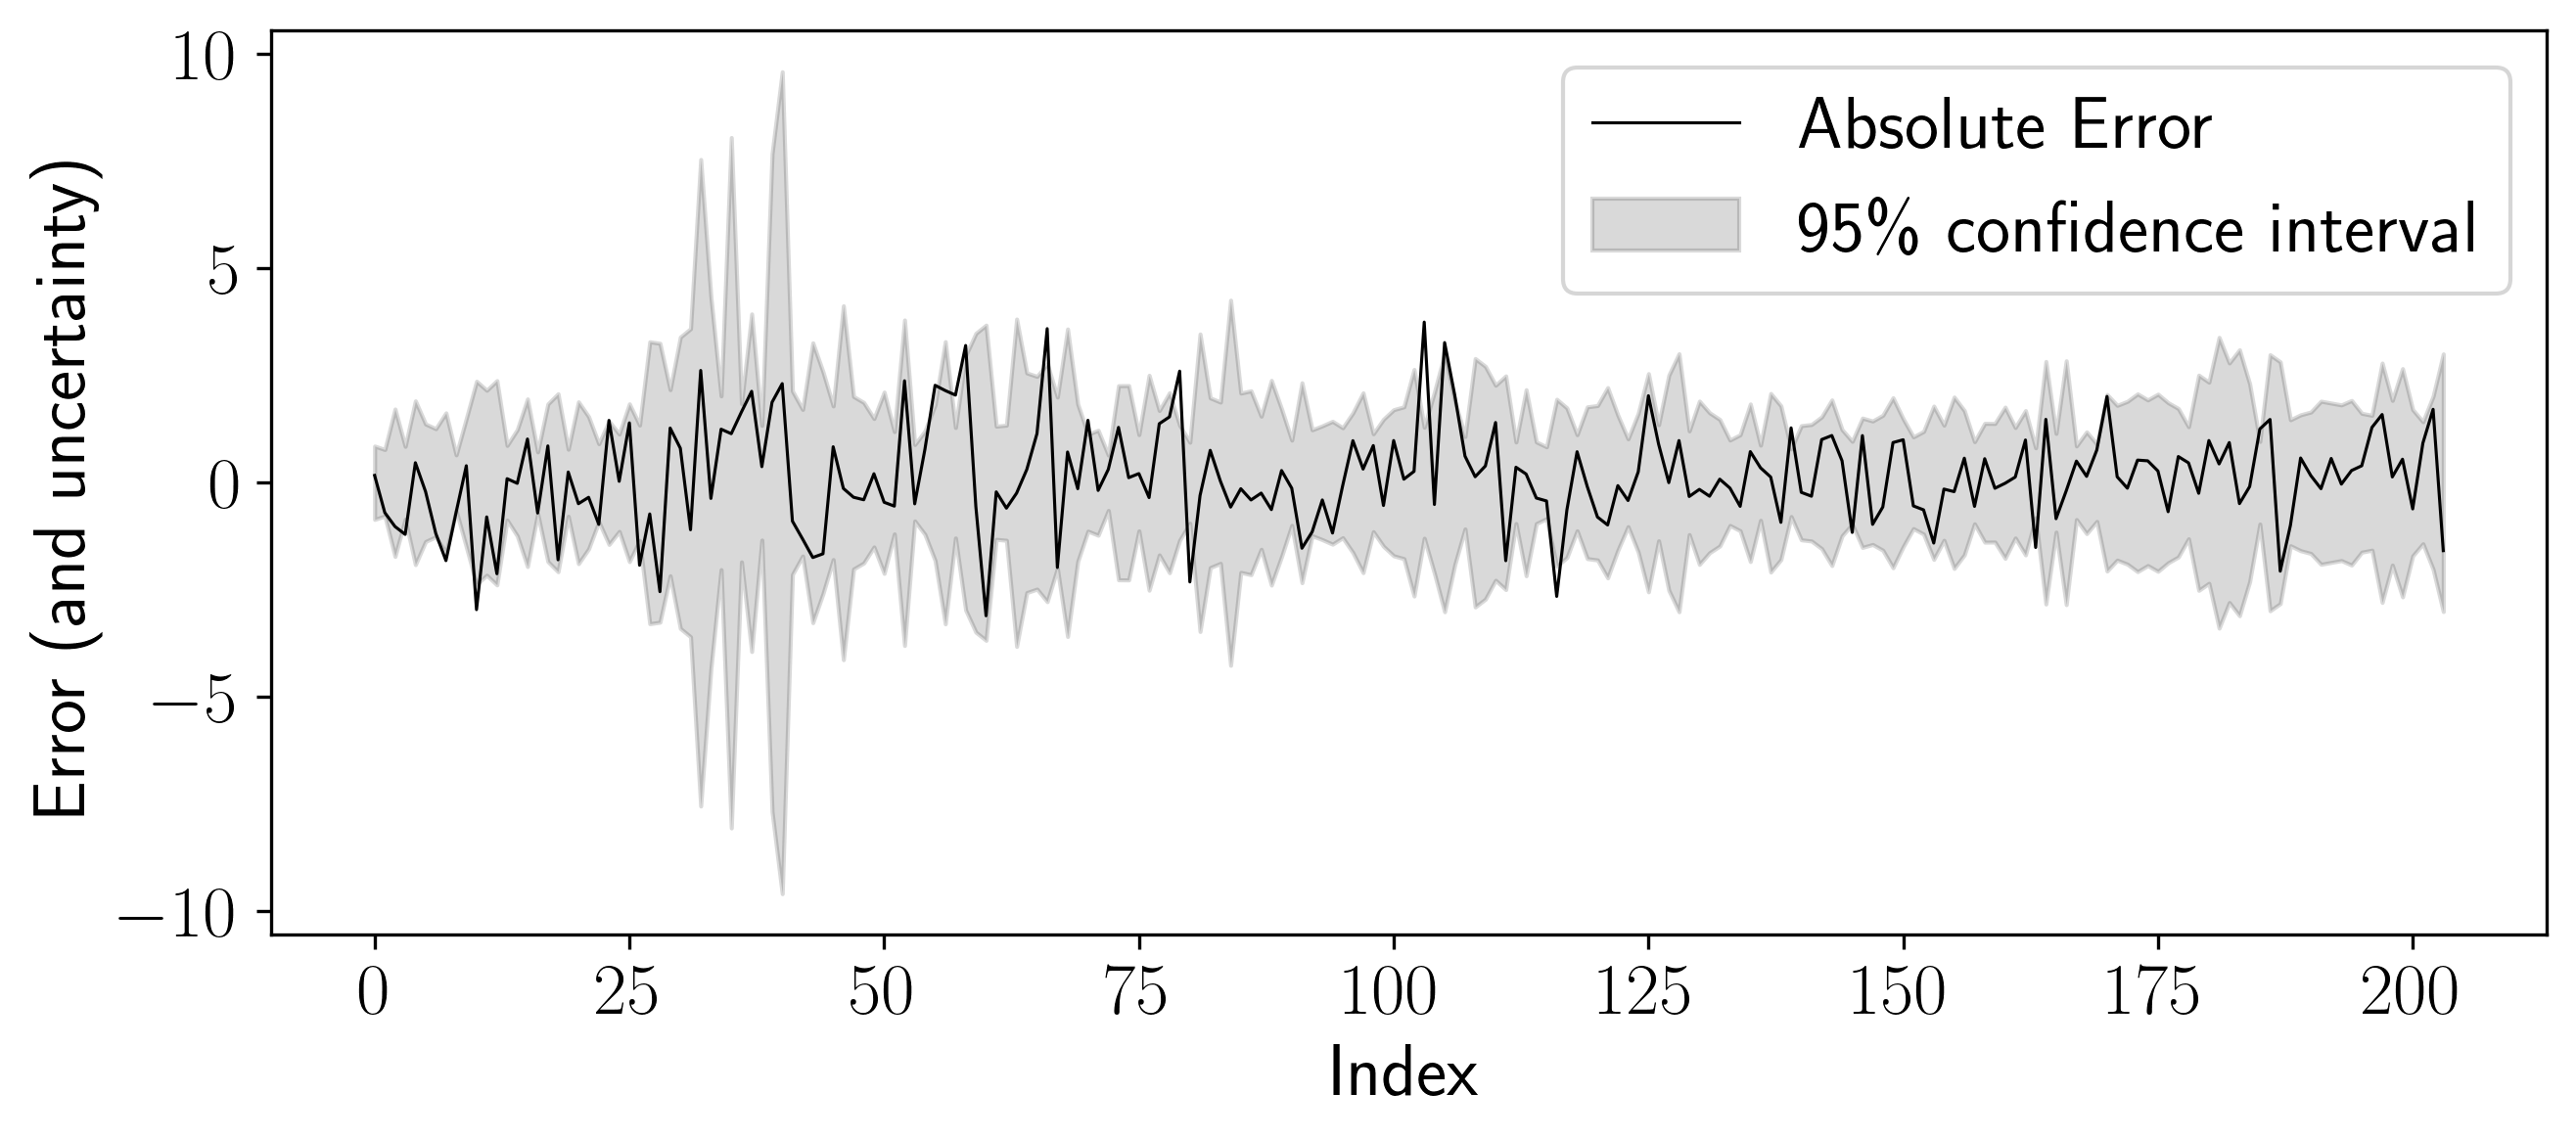 10
5
0
−5
−10
Error (and uncertainty)
Absolute Error
95% confidence interval
0 25 50 75 100 125 150 175 200
Index